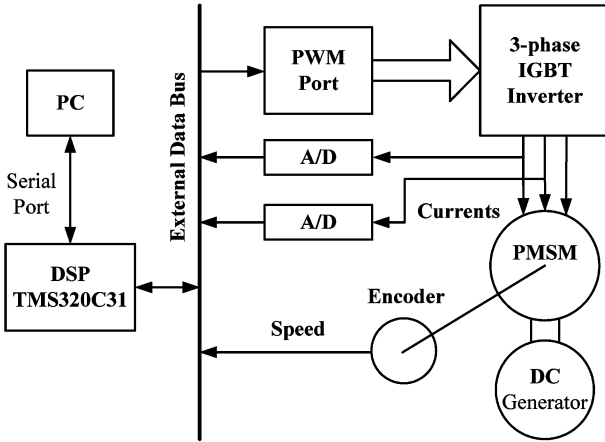 PC
Serial
Port
DSP
TMS320C31
External Data Bus
PWM
Port
3-phase
IGBT
Inverter
A/D
A/D
Currents
PMSM
Encoder
Speed
DC
Generator